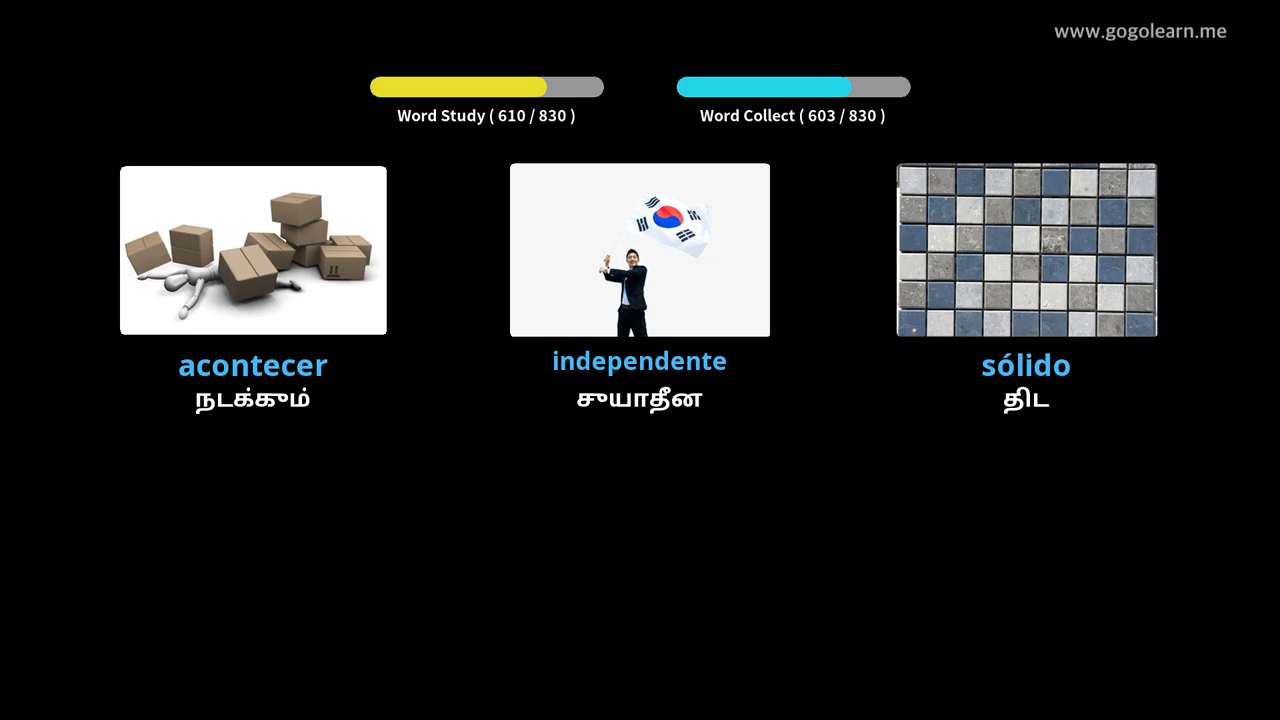 www.gogolearn.me
Word Study ( 610 / 830 )
Word Collect ( 603 / 830 )
acontecer
நடக்கும்
independente
சுயாதீன
sólido
திட